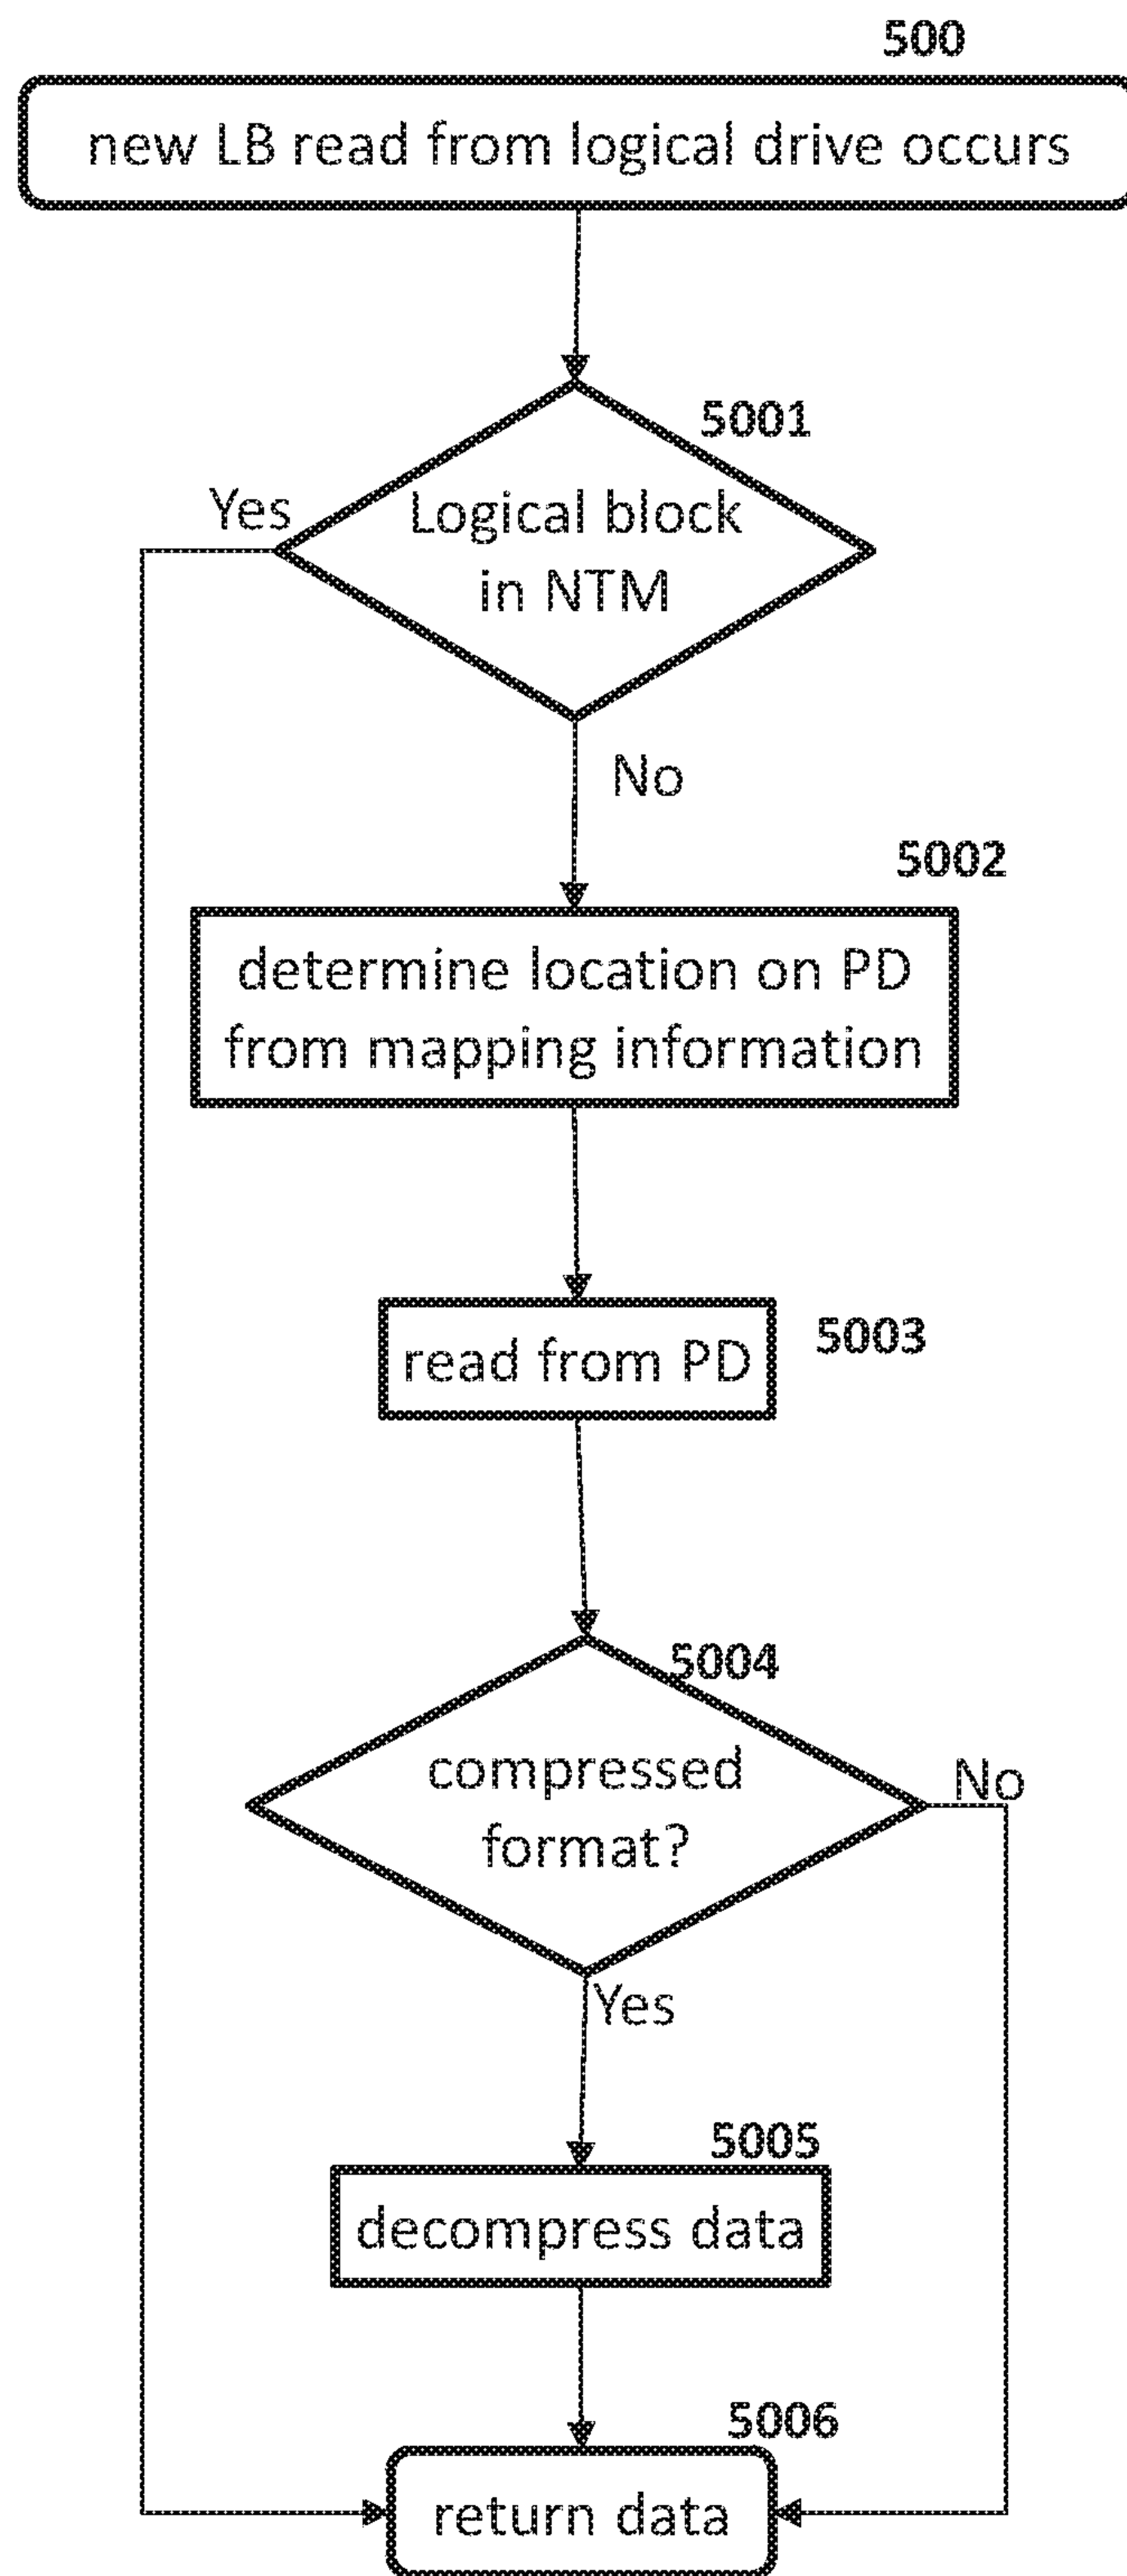 500
new LB read from logical drive occurs
5001
Yes
Logical block
in NTM
No
5002
determine location on PD
from mapping information
read from PD
5003
5004
compressed
format?
No
Yes
5005
decompress data
5006
return data